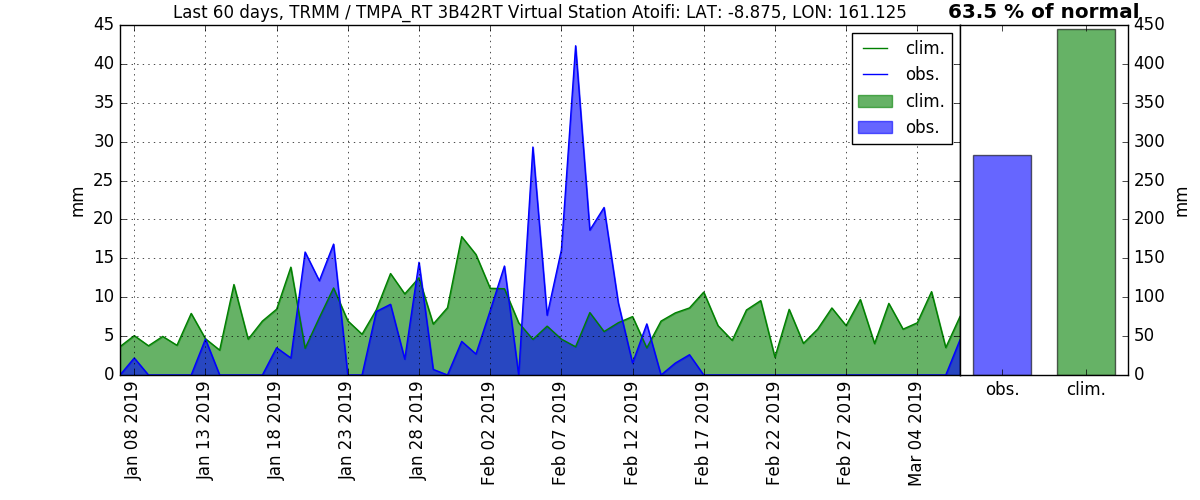 Last 60 days, TRMM / TMPA_RT 3B42RT Virtual Station Atoifi: LAT: -8.875, LON: 161.125
63.5 % of normal
45
40
35
30
25
20
15
10
5
0
mm
clim.
obs.
clim.
obs.
Jan 08 2019
Jan 13 2019
Jan 18 2019
Jan 23 2019
Jan 28 2019
Feb 02 2019
Feb 07 2019
Feb 12 2019
Feb 17 2019
Feb 22 2019
Feb 27 2019
Mar 04 2019
450
400
350
300
250
200
150
100
50
0
mm
obs.
clim.